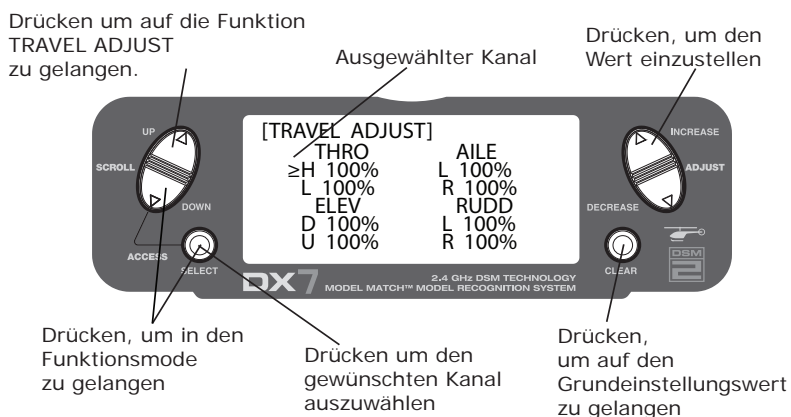 Drücken um auf die Funktion
TRAVEL ADJUST
zu gelangen.
Ausgewählter Kanal
Drücken, um den
Wert einzustellen
UP
SCROLL
DOWN
ACCESS
SELECT
[TRAVEL ADJUST]
THRO AILE
≥H 100% L 100%
L 100% R 100%
ELEV RUDD
D 100% L 100%
U 100% R 100%
INCREASE
ADJUST
DECREASE
CLEAR
DSM
2
DX7
2.4 GHz DSM TECHNOLOGY
MODEL MATCH™ MODEL RECOGNITION SYSTEM
Drücken, um in den
Funktionsmode
zu gelangen
Drücken um den
gewünschten Kanal
auszuwählen
Drücken,
um auf den
Grundeinstellungswert
zu gelangen